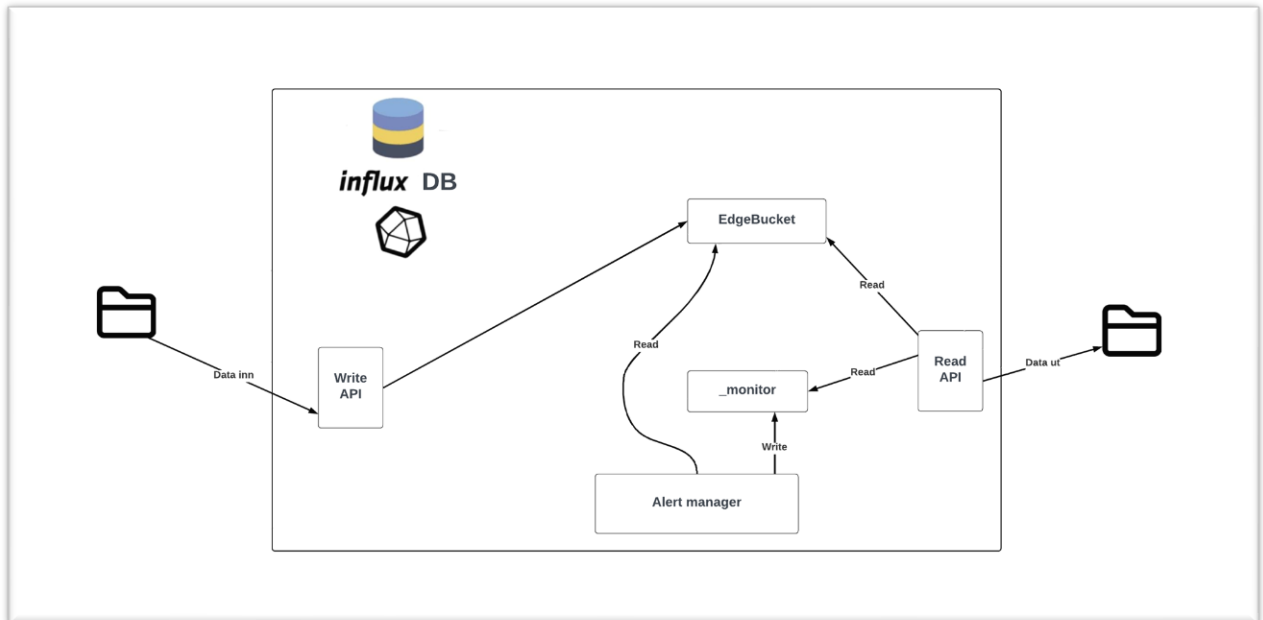 influx DB
EdgeBucket
Read
Read
Data inn
Write
API
Read
API
Data ut
Read
_monitor
Write
Alert manager